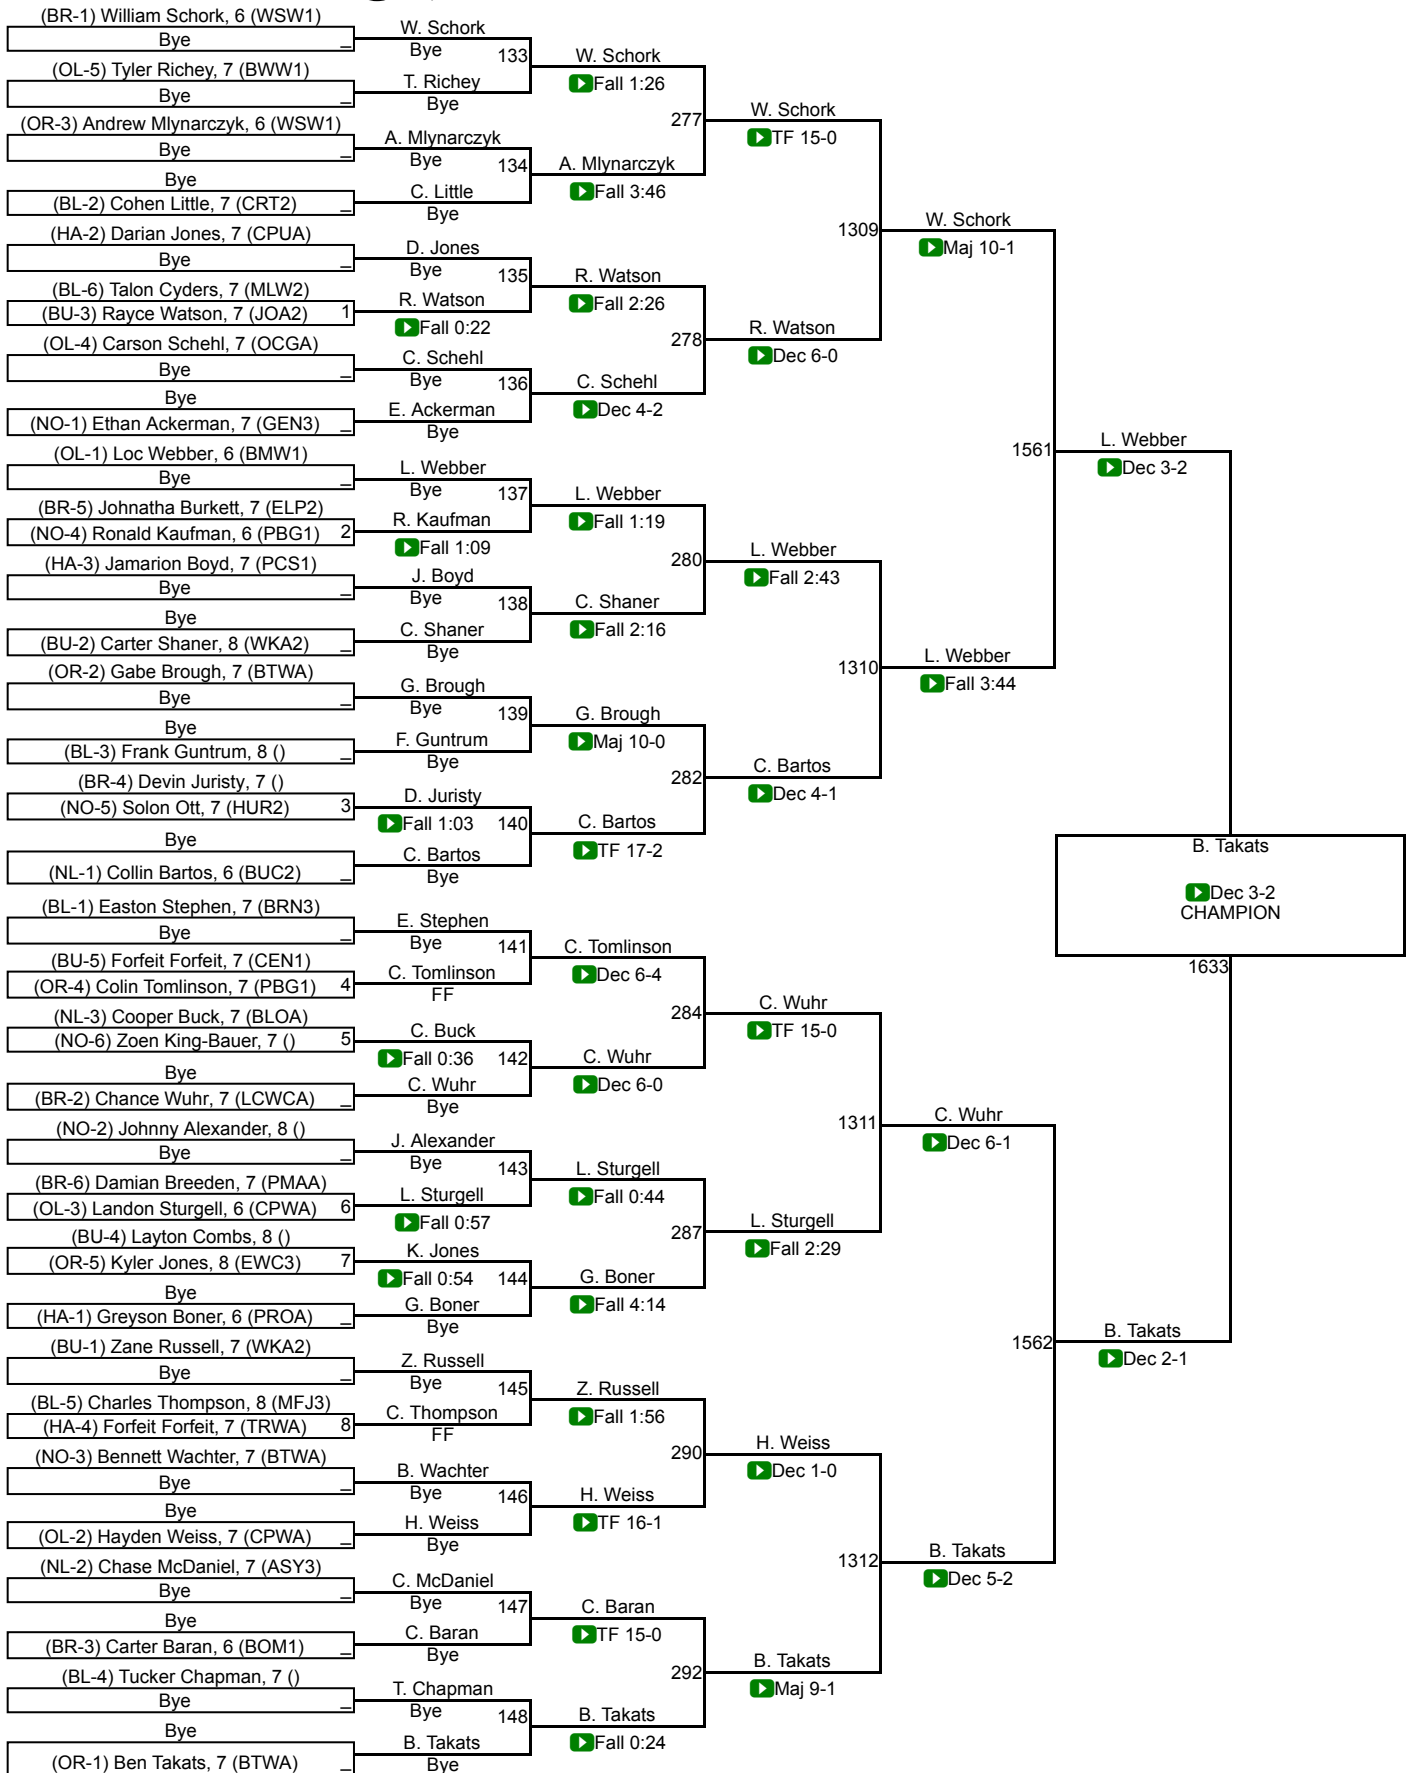 (BR-1) William Schork, 6 (WSW1)
Bye _
(OL-5) Tyler Richey, 7 (BWW1)
Bye _
(OR-3) Andrew Mlynarczyk, 6 (WSW1)
Bye _
Bye
(BL-2) Cohen Little, 7 (CRT2) _
(HA-2) Darian Jones, 7 (CPUA)
Bye _
(BL-6) Talon Cyders, 7 (MLW2)
(BU-3) Rayce Watson, 7 (JOA2) 1
(OL-4) Carson Schehl, 7 (OCGA)
Bye _
Bye
(NO-1) Ethan Ackerman, 7 (GEN3) _
(OL-1) Loc Webber, 6 (BMW1)
Bye _
(BR-5) Johnatha Burkett, 7 (ELP2)
(NO-4) Ronald Kaufman, 6 (PBG1) 2
(HA-3) Jamarion Boyd, 7 (PCS1)
Bye _
Bye
(BU-2) Carter Shaner, 8 (WKA2) _
(OR-2) Gabe Brough, 7 (BTWA)
Bye _
Bye
(BL-3) Frank Guntrum, 8 () _
(BR-4) Devin Juristy, 7 ()
(NO-5) Solon Ott, 7 (HUR2) 3
Bye
(NL-1) Collin Bartos, 6 (BUC2) _
(BL-1) Easton Stephen, 7 (BRN3)
Bye _
(BU-5) Forfeit Forfeit, 7 (CEN1)
(OR-4) Colin Tomlinson, 7 (PBG1) 4
(NL-3) Cooper Buck, 7 (BLOA)
(NO-6) Zoen King-Bauer, 7 () 5
Bye
(BR-2) Chance Wuhr, 7 (LCWCA) _
(NO-2) Johnny Alexander, 8 ()
Bye _
(BR-6) Damian Breeden, 7 (PMAA)
(OL-3) Landon Sturgell, 6 (CPWA) 6
(BU-4) Layton Combs, 8 ()
(OR-5) Kyler Jones, 8 (EWC3) 7
Bye
(HA-1) Greyson Boner, 6 (PROA) _
(BU-1) Zane Russell, 7 (WKA2)
Bye _
(BL-5) Charles Thompson, 8 (MFJ3)
(HA-4) Forfeit Forfeit, 7 (TRWA) 8
(NO-3) Bennett Wachter, 7 (BTWA)
Bye _
Bye
(OL-2) Hayden Weiss, 7 (CPWA) _
(NL-2) Chase McDaniel, 7 (ASY3)
Bye _
Bye
(BR-3) Carter Baran, 6 (BOM1) _
(BL-4) Tucker Chapman, 7 ()
Bye _
Bye
(OR-1) Ben Takats, 7 (BTWA) _
W. Schork
Bye 133
T. Richey
Bye
A. Mlynarczyk
Bye 134
C. Little
Bye
D. Jones
Bye 135
R. Watson
Fall 0:22
C. Schehl
Bye 136
E. Ackerman
Bye
L. Webber
Bye 137
R. Kaufman
Fall 1:09
J. Boyd
Bye 138
C. Shaner
Bye
G. Brough
Bye 139
F. Guntrum
Bye
D. Juristy
Fall 1:03 140
C. Bartos
Bye
E. Stephen
Bye 141
C. Tomlinson
FF
C. Buck
Fall 0:36 142
C. Wuhr
Bye
J. Alexander
Bye 143
L. Sturgell
Fall 0:57
K. Jones
Fall 0:54 144
G. Boner
Bye
Z. Russell
Bye 145
C. Thompson
FF
B. Wachter
Bye 146
H. Weiss
Bye
C. McDaniel
Bye 147
C. Baran
Bye
T. Chapman
Bye 148
B. Takats
Bye
W. Schork
Fall 1:26
277
A. Mlynarczyk
Fall 3:46
R. Watson
Fall 2:26
278
C. Schehl
Dec 4-2
L. Webber
Fall 1:19
280
C. Shaner
Fall 2:16
G. Brough
Maj 10-0
282
C. Bartos
TF 17-2
C. Tomlinson
Dec 6-4
284
C. Wuhr
Dec 6-0
L. Sturgell
Fall 0:44
287
G. Boner
Fall 4:14
Z. Russell
Fall 1:56
290
H. Weiss
TF 16-1
C. Baran
TF 15-0
292
B. Takats
Fall 0:24
W. Schork
TF 15-0
1309
R. Watson
Dec 6-0
L. Webber
Fall 2:43
1310
C. Bartos
Dec 4-1
C. Wuhr
TF 15-0
1311
L. Sturgell
Fall 2:29
H. Weiss
Dec 1-0
1312
B. Takats
Maj 9-1
W. Schork
Maj 10-1
1561
L. Webber
Fall 3:44
C. Wuhr
Dec 6-1
1562
B. Takats
Dec 5-2
L. Webber
Dec 3-2
B. Takats
Dec 2-1
B. Takats
Dec 3-2
CHAMPION
1633